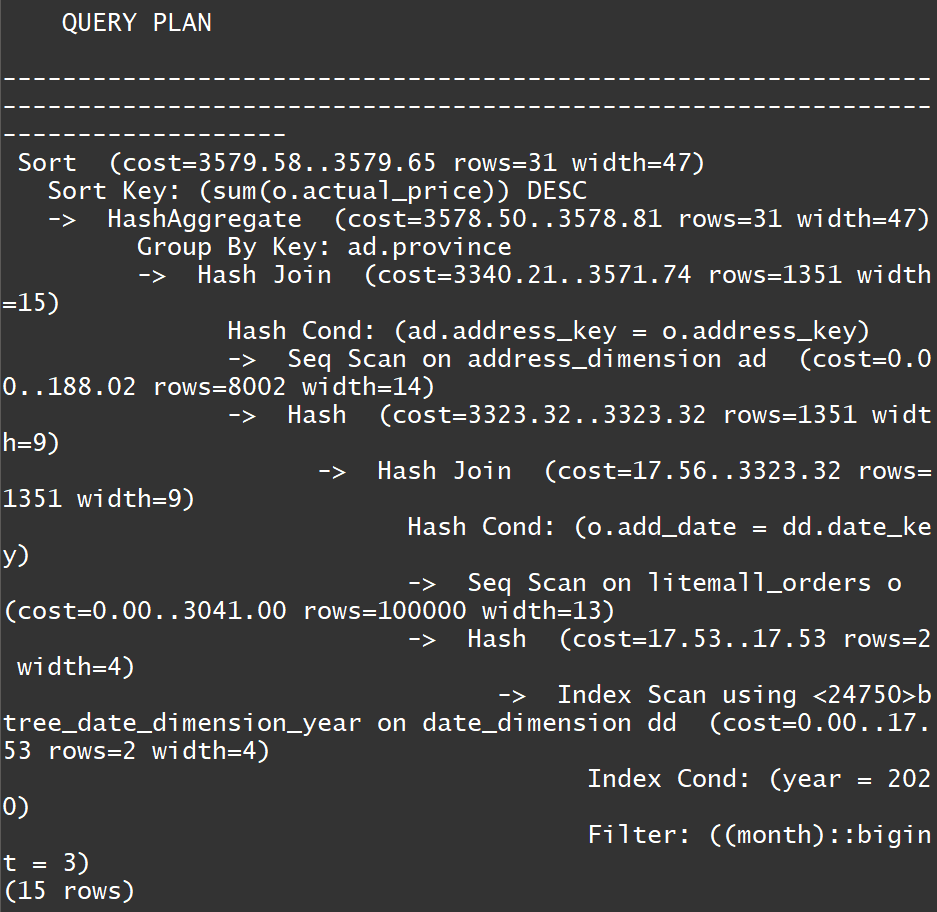 QUERY PLAN
--------------------------------------------------------------
--------------------------------------------------------------
-------------------
Sort  (cost=3579.58..3579.65 rows=31 width=47)
Sort Key: (sum(o.actual_price)) DESC
->  HashAggregate  (cost=3578.50..3578.81 rows=31 width=47)
Group By Key: ad.province
->  Hash Join  (cost=3340.21..3571.74 rows=1351 width
=15)
Hash Cond: (ad.address_key = o.address_key)
->  Seq Scan on address_dimension ad  (cost=0.0
0..188.02 rows=8002 width=14)
->  Hash  (cost=3323.32..3323.32 rows=1351 widt
h=9)
->  Hash Join  (cost=17.56..3323.32 rows=
1351 width=9)
Hash Cond: (o.add_date = dd.date_ke
y)
->  Seq Scan on litemall_orders o
(cost=0.00..3041.00 rows=100000 width=13)
->  Hash  (cost=17.53..17.53 rows=2
width=4)
->  Index Scan using <24750>b
tree_date_dimension_year on date_dimension dd  (cost=0.00..17.
53 rows=2 width=4)
Index Cond: (year = 202
0)
Filter: ((month)::bigin
t = 3)
(15 rows)